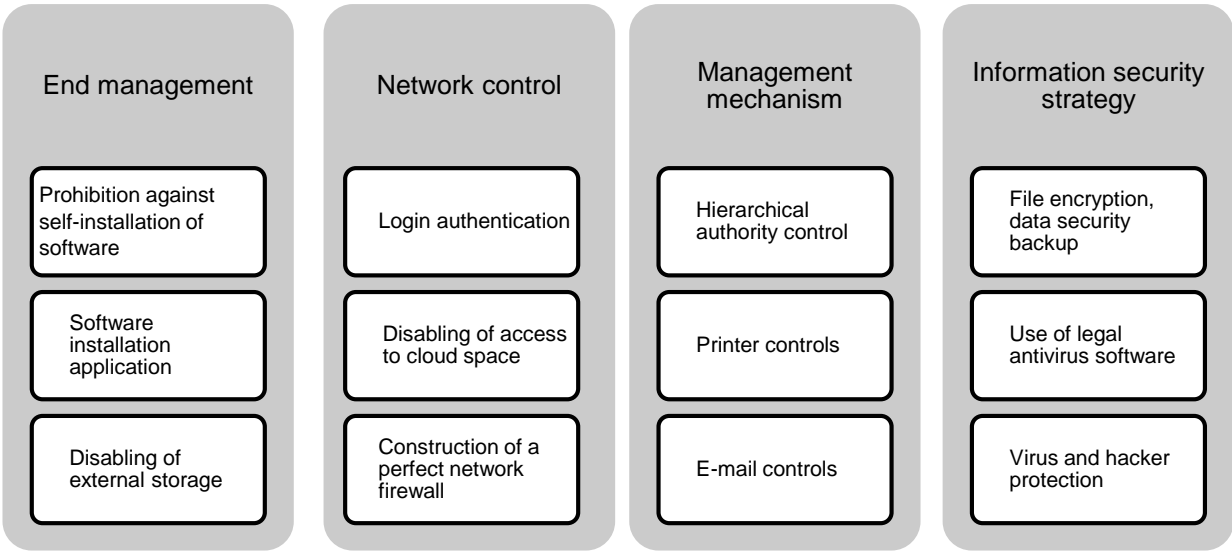 End management
Prohibition against
self-installation of
software
Software
installation
application
Disabling of
external storage
Network control
Login authentication
Disabling of access
to cloud space
Construction of a
perfect network
firewall
Management
mechanism
Hierarchical
authority control
Printer controls
E-mail controls
Information security
strategy
File encryption,
data security
backup
Use of legal
antivirus software
Virus and hacker
protection